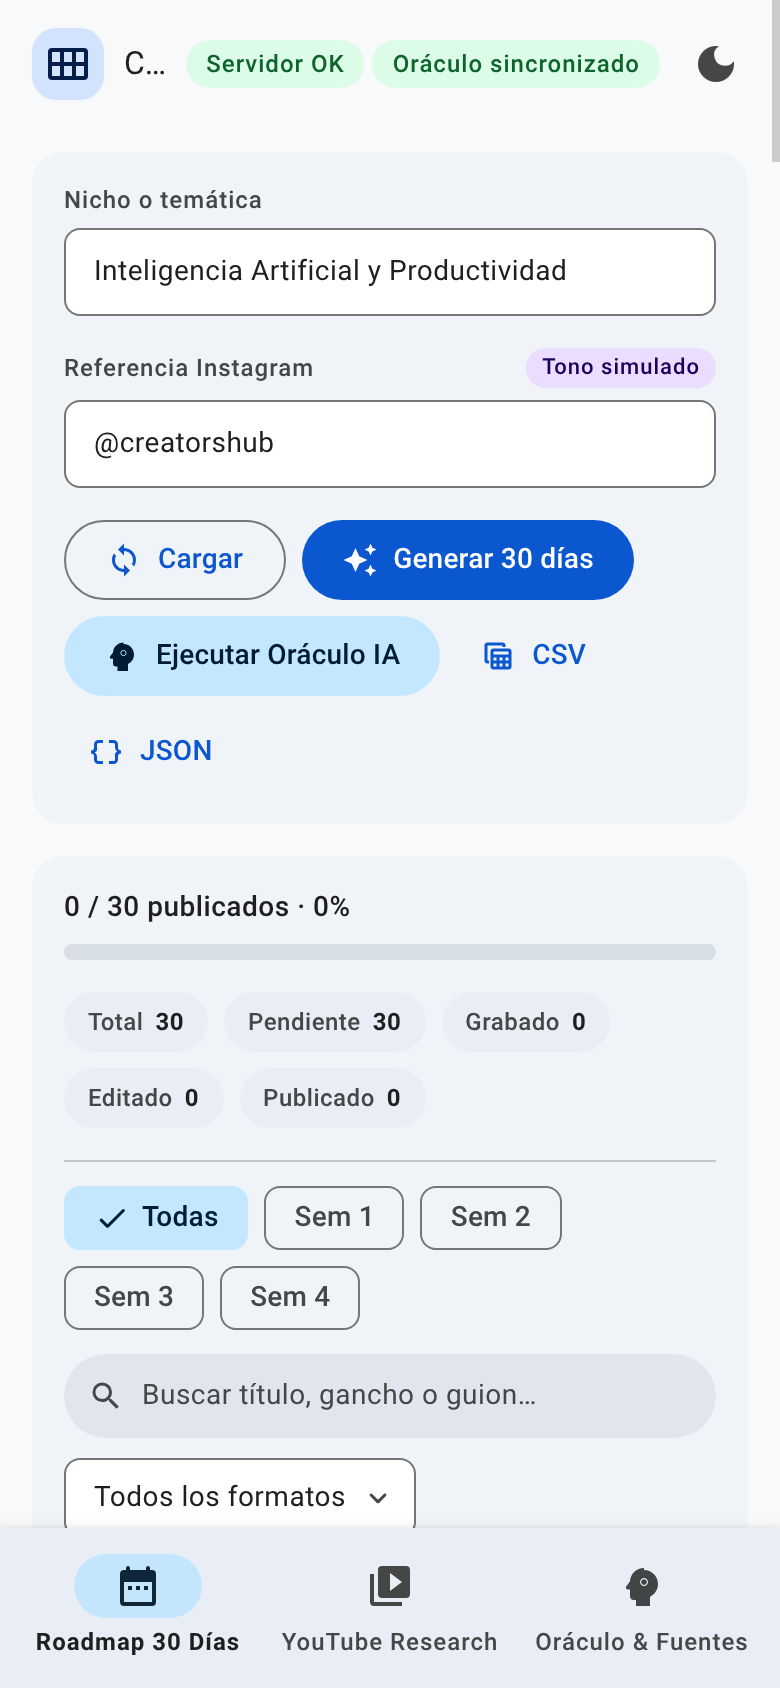 C...
Servidor OK
Oráculo sincronizado
Nicho o temática
Inteligencia Artificial y Productividad
Referencia Instagram
Tono simulado
@creatorshub
Cargar
Generar 30 días
Ejecutar Oráculo IA
CSV
JSON
0 / 30 publicados · 0%
Total 30
Pendiente 30
Grabado 0
Editado 0
Publicado 0
Todas
Sem 1
Sem 2
Sem 3
Sem 4
Buscar título, gancho o guion...
Todos los formatos
Roadmap 30 Días
YouTube Research
Oráculo & Fuentes